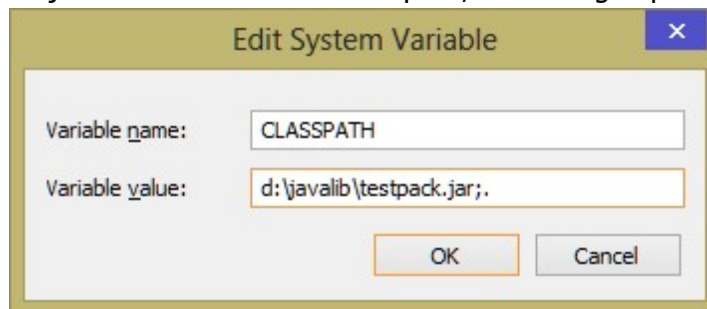 Edit System Variable
Variable name:
CLASSPATH
Variable value:
d:\javalib\testpack.jar;.
OK
Cancel